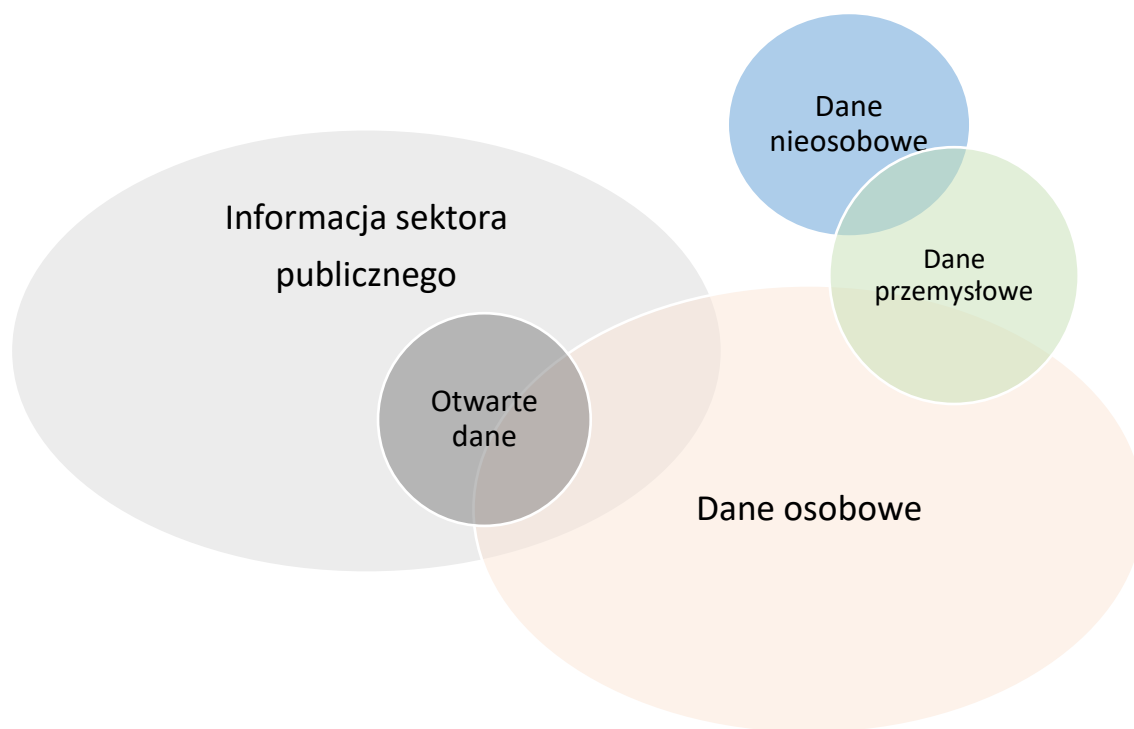 Dane
nieosobowe
Informacja sektora
publicznego
Dane
przemysłowe
Otwarte
dane
Dane osobowe